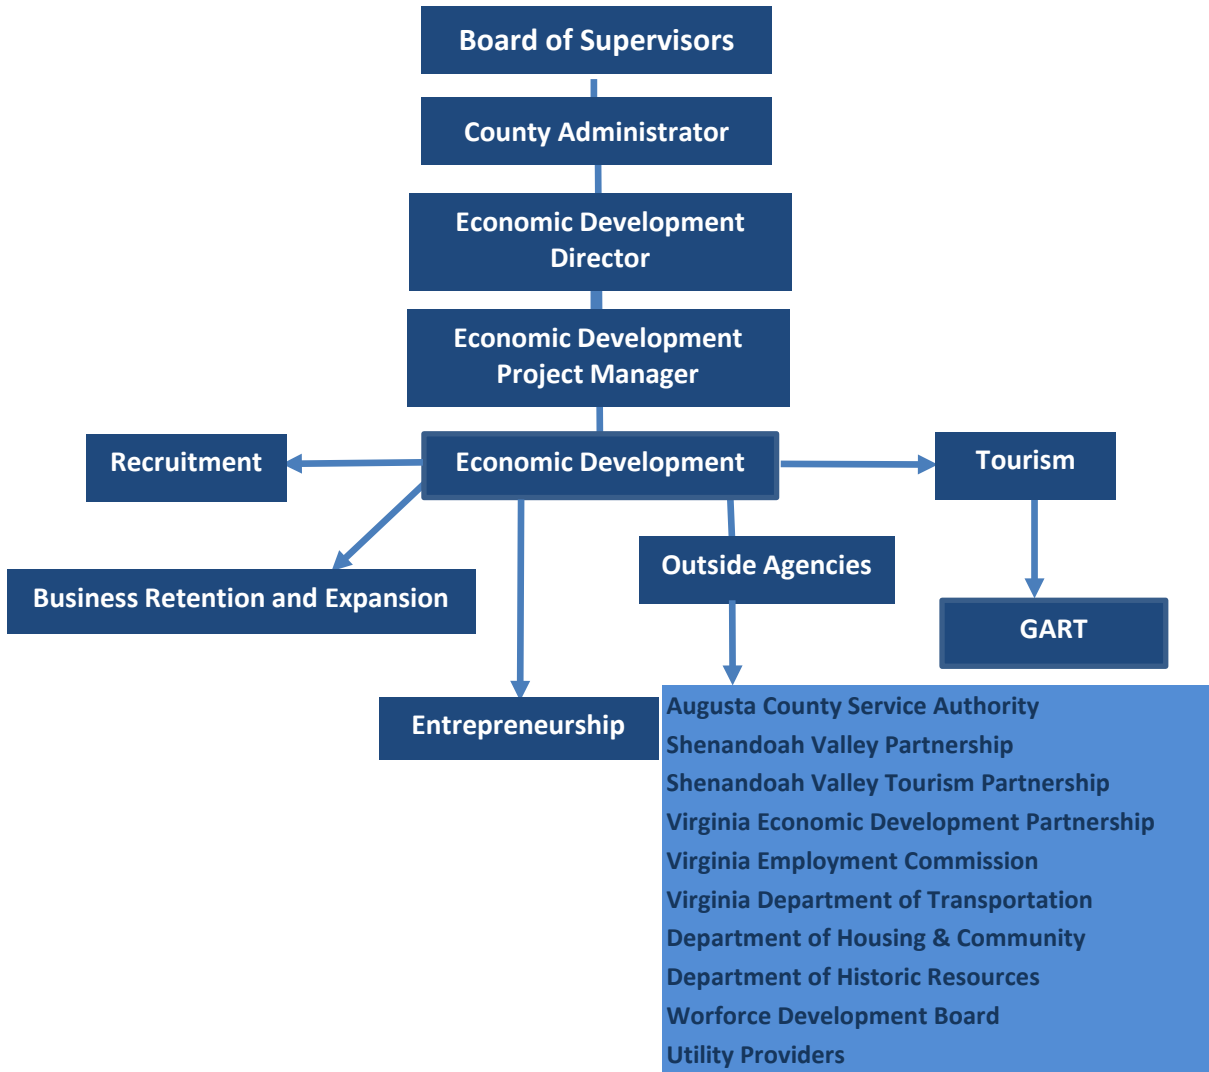 Board of Supervisors
County Administrator
Economic Development
Director
Economic Development
Project Manager
Recruitment
Economic Development
Tourism
Business Retention and Expansion
Outside Agencies
GART
Entrepreneurship
Augusta County Service Authority
Shenandoah Valley Partnership
Shenandoah Valley Tourism Partnership
Virginia Economic Development Partnership
Virginia Employment Commission
Virginia Department of Transportation
Department of Housing & Community
Department of Historic Resources
Worforce Development Board
Utility Providers